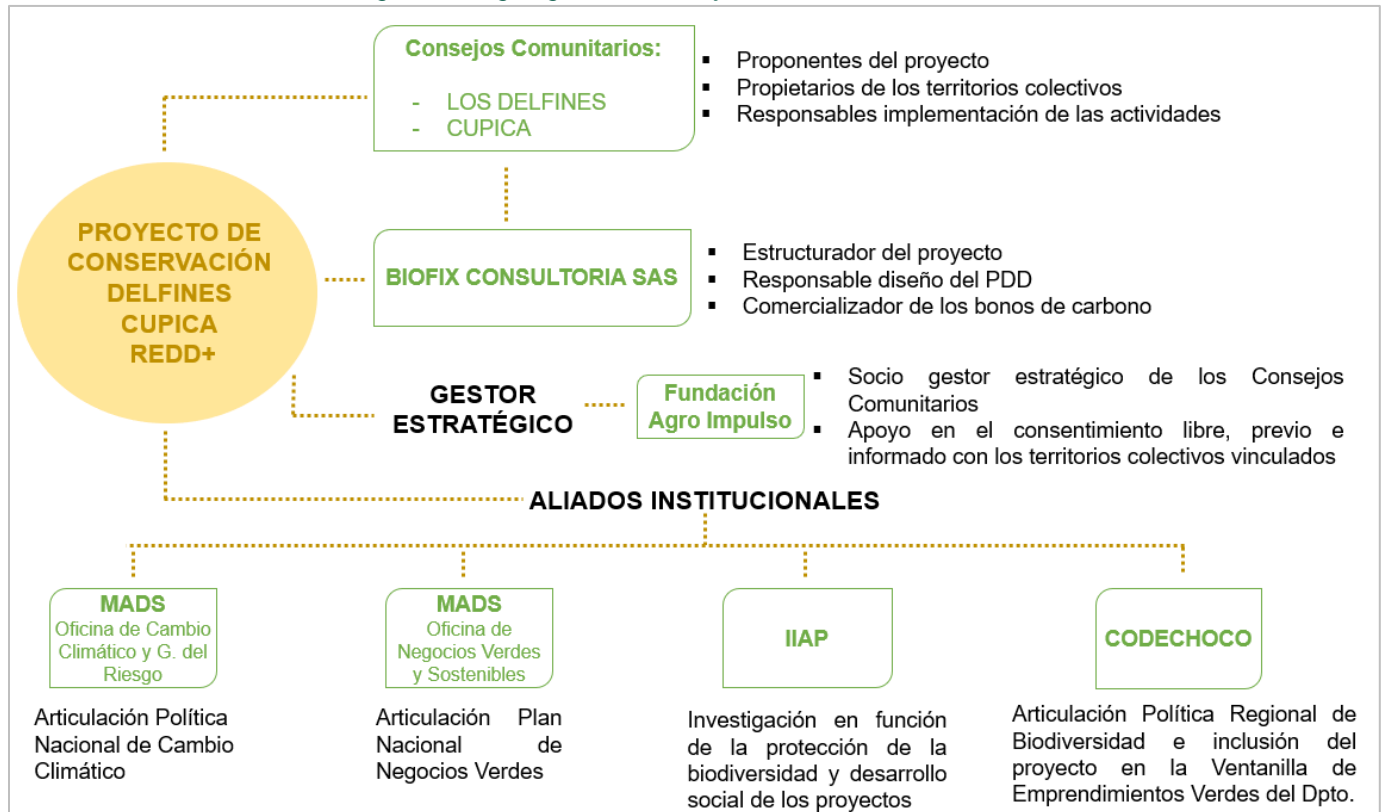 Consejos Comunitarios:
- LOS DELFINES
- CUPICA
▪ Proponentes del proyecto
▪ Propietarios de los territorios colectivos
▪ Responsables implementación de las actividades
PROYECTO DE
CONSERVACIÓN
DELFINES
CUPICA
REDD+
BIOFIX CONSULTORIA SAS
▪ Estructurador del proyecto
▪ Responsable diseño del PDD
▪ Comercializador de los bonos de carbono
GESTOR
ESTRATÉGICO
Fundación
Agro Impulso
▪ Socio gestor estratégico de los Consejos
Comunitarios
▪ Apoyo en el consentimiento libre, previo e
informado con los territorios colectivos vinculados
ALIADOS INSTITUCIONALES
MADS
Oficina de Cambio
Climático y G. del
Riesgo
Articulación Política
Nacional de Cambio
Climático
MADS
Oficina de
Negocios Verdes
y Sostenibles
Articulación Plan
Nacional de
Negocios Verdes
IIAP
Investigación en función
de la protección de la
biodiversidad y desarrollo
social de los proyectos
CODECHOCO
Articulación Política Regional de
Biodiversidad e inclusión del
proyecto en la Ventanilla de
Emprendimientos Verdes del Dpto.